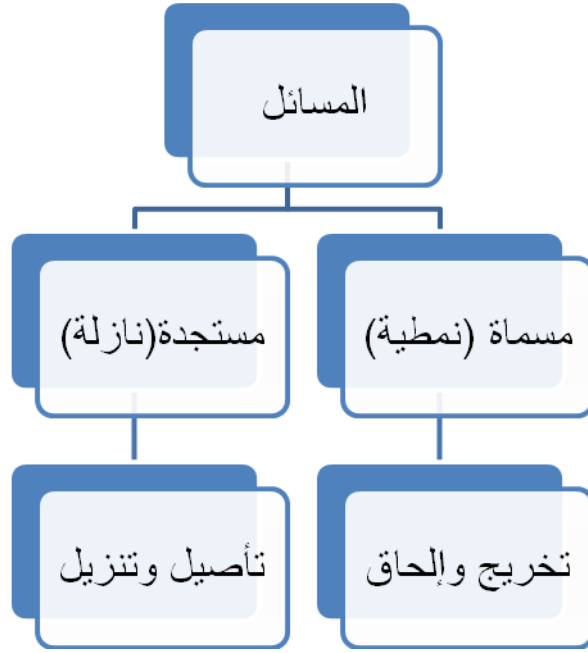 المسائل
مسماة (نمطية)
مستجدة(نازلة)
تخريج وإلحاق
تأصيل وتنزيل